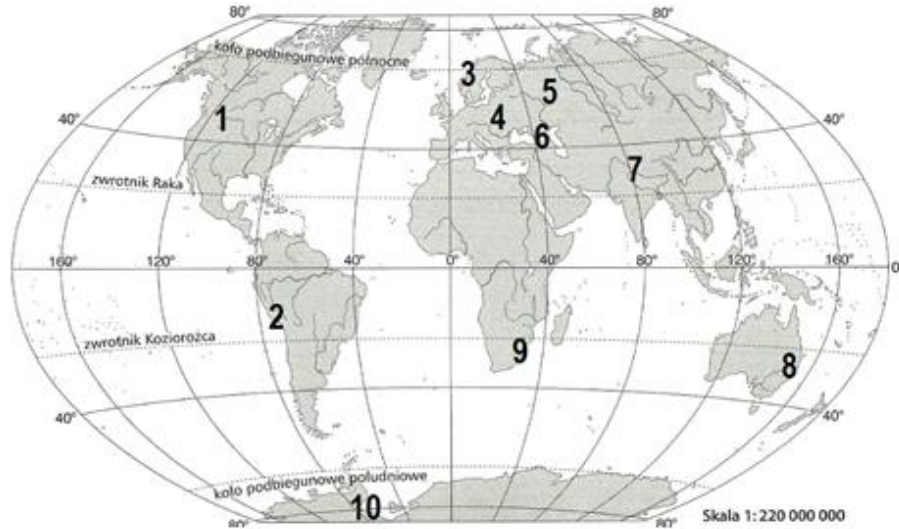 80° 80°
koło podbiegunowe północne
3
5
1
4
40° 6 40°
7
zwrotnik Raka
160° 120° 80° 40° 0° 40° 80° 120° 160° 0
2
zwrotnik Koziorożca
9
8
40° 40°
koło podbiegunowe południowe
10
80° 80°
Skala 1:220 000 000